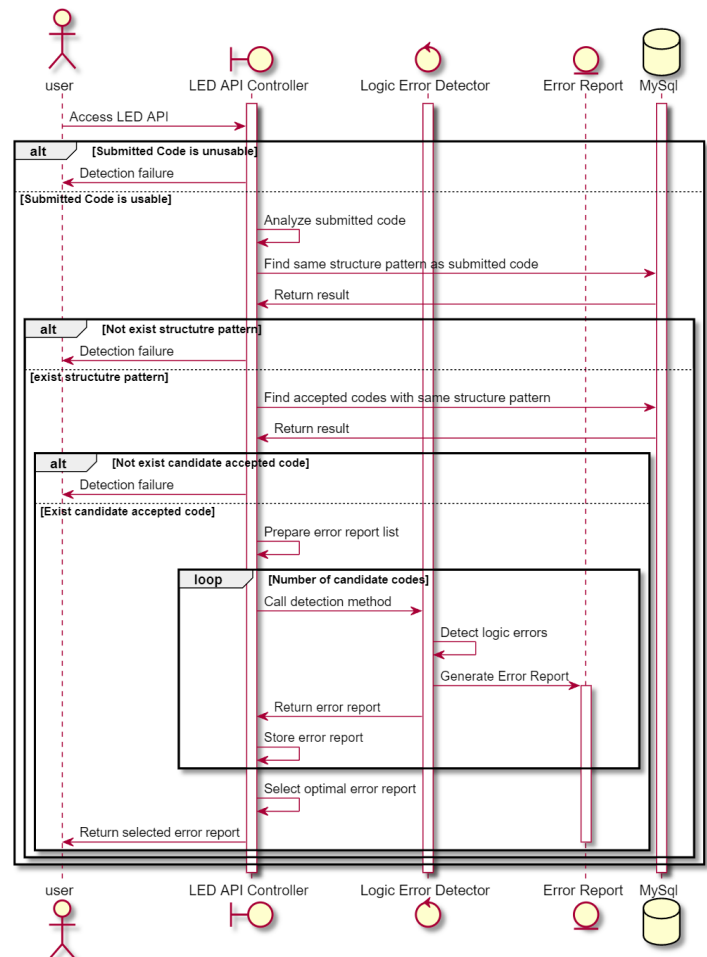 user
LED API Controller
Logic Error Detector
Error Report
MySql
Access LED API
alt
[Submitted Code is unusable]
Detection failure
[Submitted Code is usable]
Analyze submitted code
Find same structure pattern as submitted code
Return result
alt
[Not exist structutre pattern]
Detection failure
[exist structutre pattern]
Find accepted codes with same structure pattern
Return result
alt
[Not exist candidate accepted code]
Detection failure
[Exist candidate accepted code]
Prepare error report list
loop
[Number of candidate codes]
Call detection method
Detect logic errors
Generate Error Report
Return error report
Store error report
Select optimal error report
Return selected error report
user
LED API Controller
Logic Error Detector
Error Report
MySql